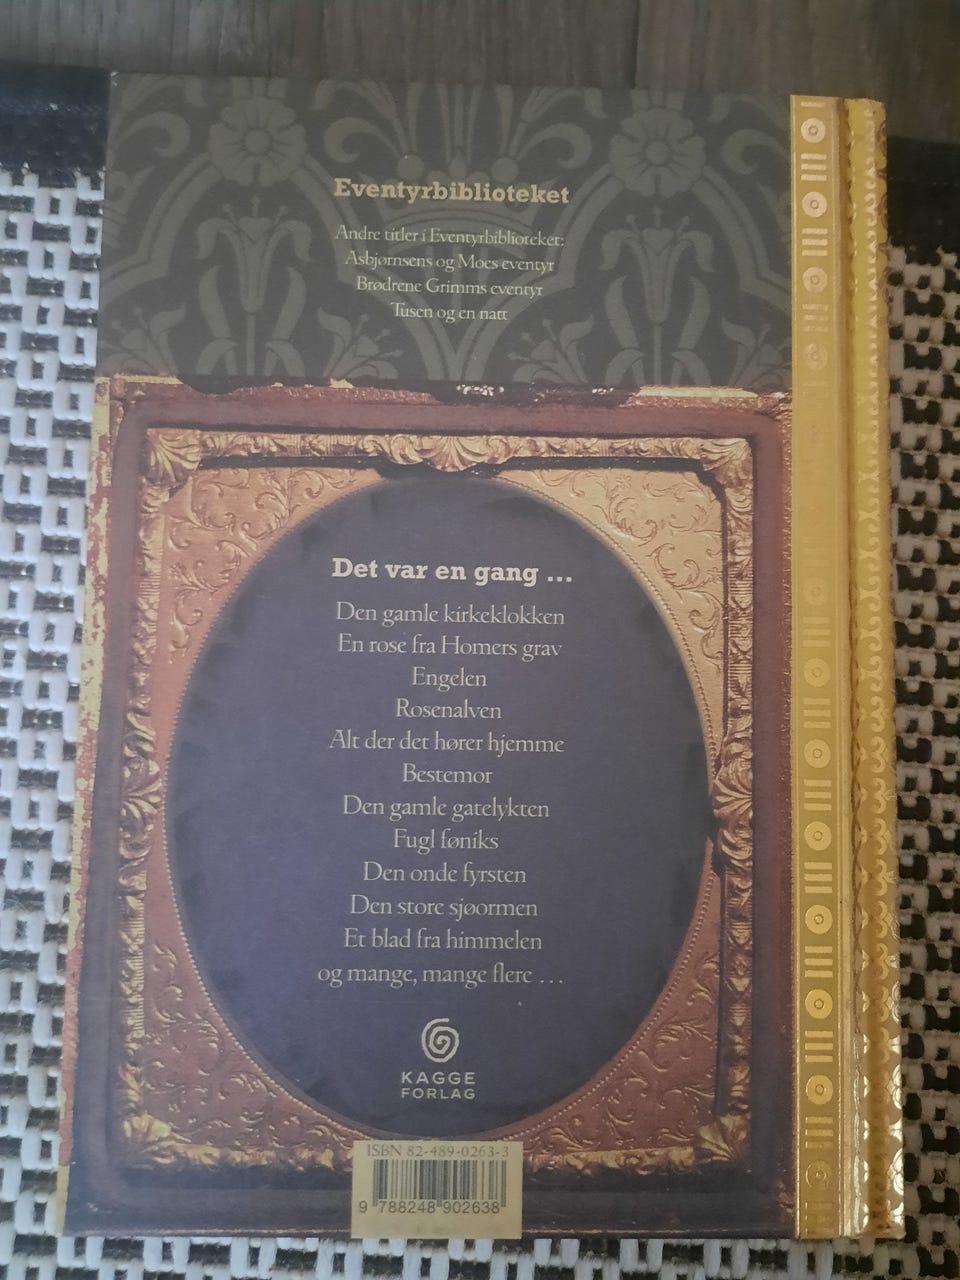 Eventyrbiblioteket
Andre titler i Eventyrbiblioteket:
Asbjørnsens og Moes eventyr
Brødrene Grimms eventyr
Tusen og en natt
Det var en gang ...
Den gamle kirkeklokken
En rose fra Homers grav
Engelen
Rosenalven
Alt der det hører hjemme
Bestemor
Den gamle gatelykten
Fugl føniks
Den onde fyrsten
Den store sjøormen
Et blad fra himmelen
og mange, mange flere ...
KAGGE
FORLAG
ISBN 82-489-0263-3
9 788248 902638